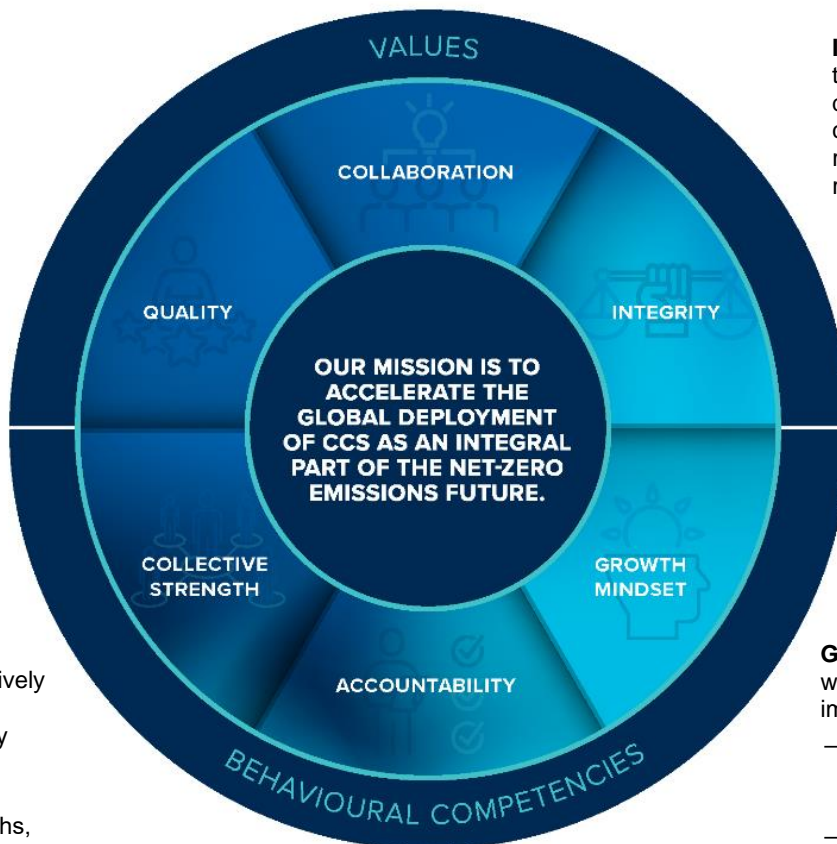 VALUES
COLLABORATION
QUALITY
INTEGRITY
OUR MISSION IS TO
ACCELERATE THE
GLOBAL DEPLOYMENT
OF CCS AS AN INTEGRAL
PART OF THE NET-ZERO
EMISSIONS FUTURE.
COLLECTIVE
STRENGTH
GROWTH
MINDSET
ACCOUNTABILITY
BEHAVIOURAL COMPETENCIES